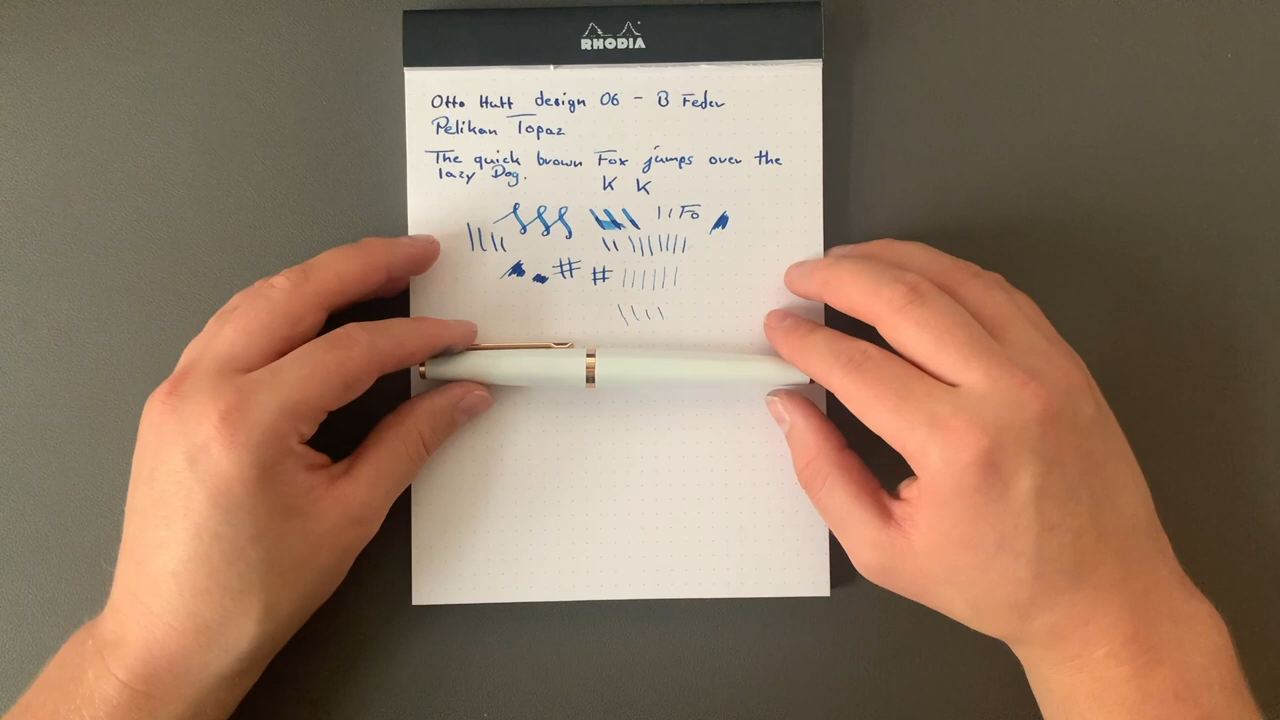 RHODIA
Otto Hutt design 06 - B Feder
Pelikan Topaz
The quick brown Fox jumps over the
lazy Dog.
K K
Fo
#
#